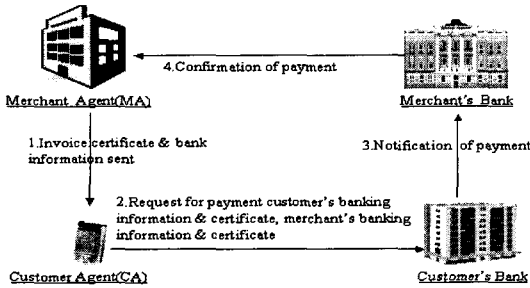 4.Confirmation of payment
Merchant Agent(MA)
Merchant's Bank
1.Invoice certificate & bank
information sent
3.Notification of payment
2.Request for payment customer's banking
information & certificate, merchant's banking
information & certificate
Customer Agent(CA)
Customer's Bank